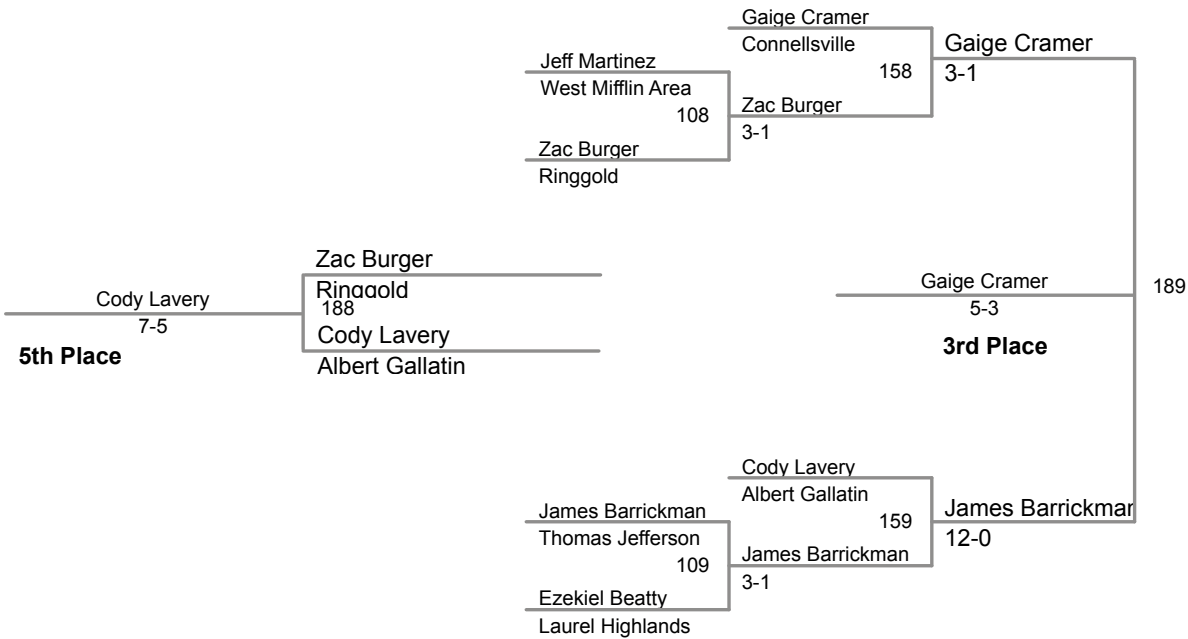 Gaige Cramer
Connellsville
Gaige Cramer
3-1
158
Jeff Martinez
West Mifflin Area
108
Zac Burger
3-1
Zac Burger
Ringgold
Zac Burger
Ringgold
188
Cody Lavery
Albert Gallatin
Cody Lavery
7-5
5th Place
Gaige Cramer
5-3
3rd Place
189
Cody Lavery
Albert Gallatin
159
James Barrickman
12-0
James Barrickman
Thomas Jefferson
109
James Barrickman
3-1
Ezekiel Beatty
Laurel Highlands